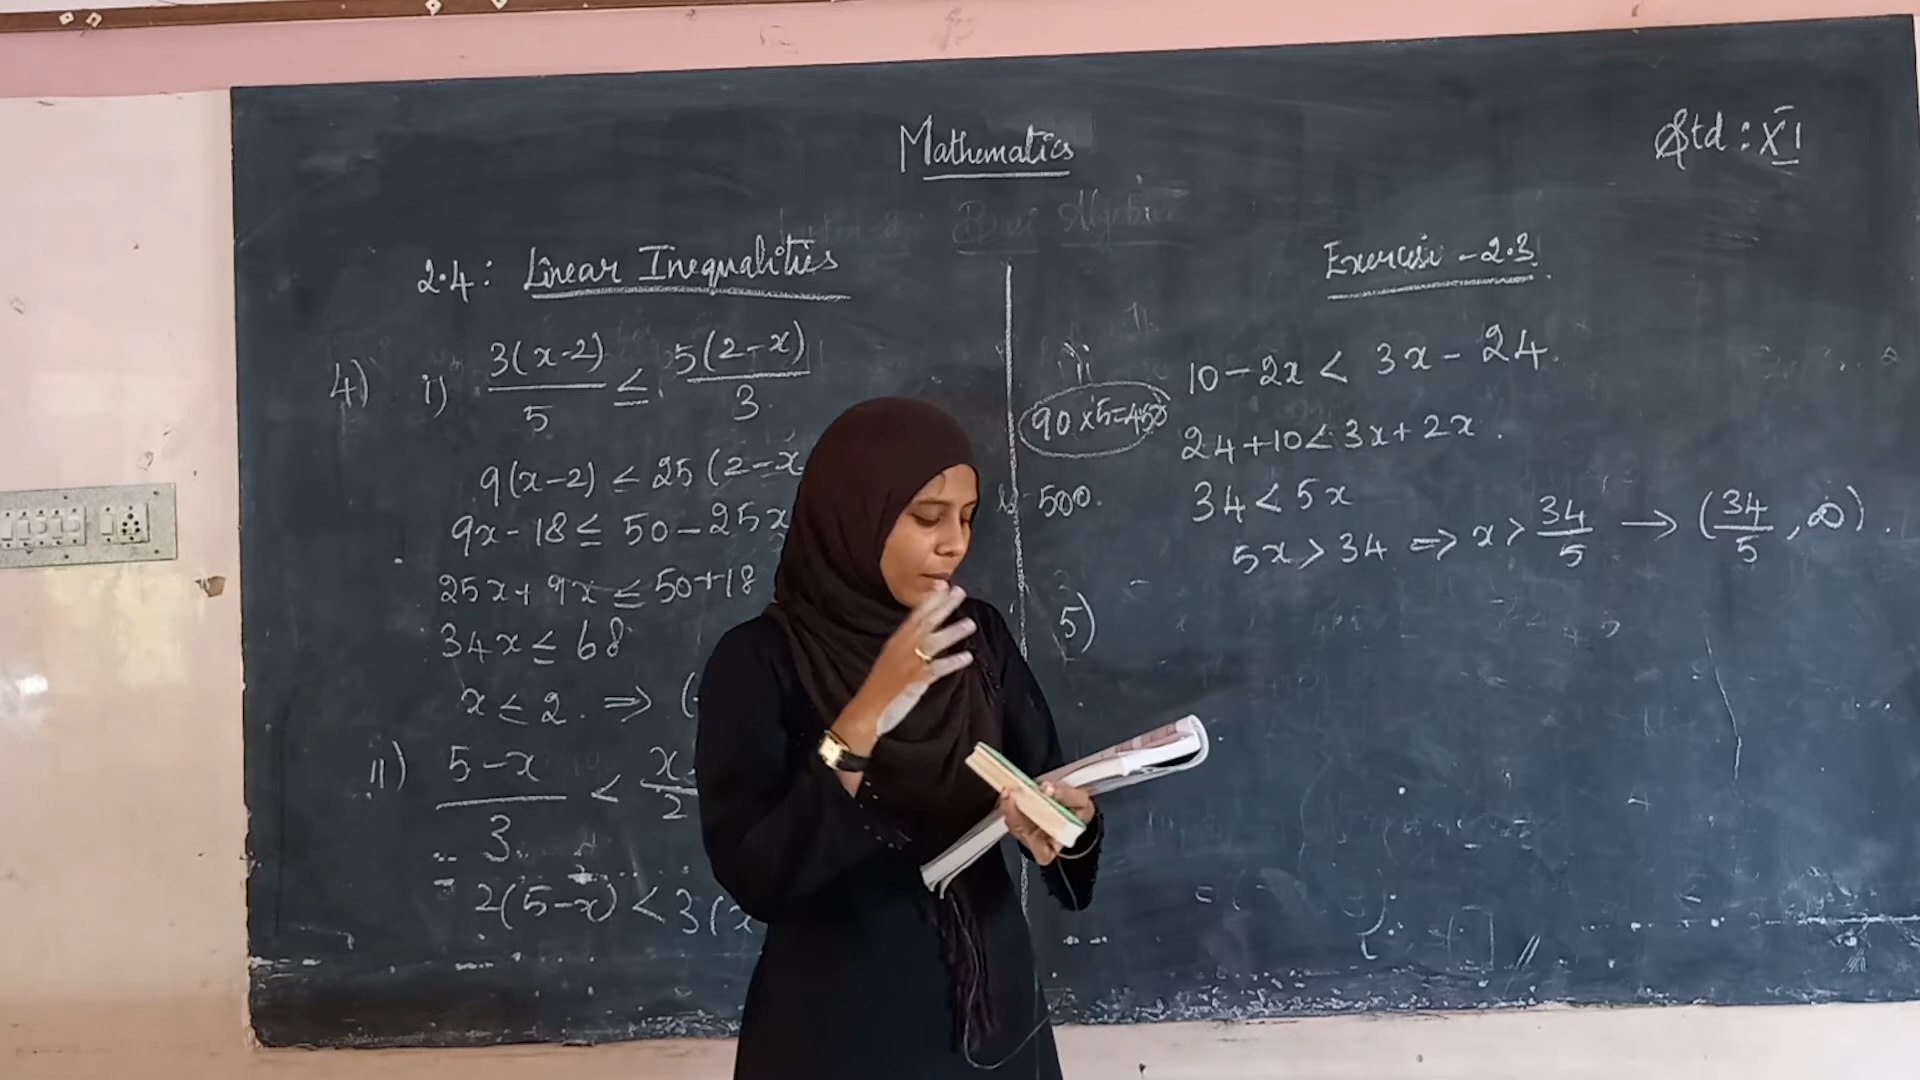 Mathematics
Std : XI
2.4 : Linear Inequalities
4) i) 3(x-2)/5 ≤ 5(2-x)/3
9(x-2) ≤ 25(2-x
9x-18 ≤ 50-25x
25x+9x ≤ 50+18
34x ≤ 68
x ≤ 2. ⇒ (
ii) 5-x/3 < x/2
2(5-x) < 3(x
Exercise - 2.3
10-2x < 3x-24.
90×5=450
24+10 < 3x+2x.
500.
34 < 5x
5x > 34 ⇒ x > 34/5 → (34/5, ∞).
5)